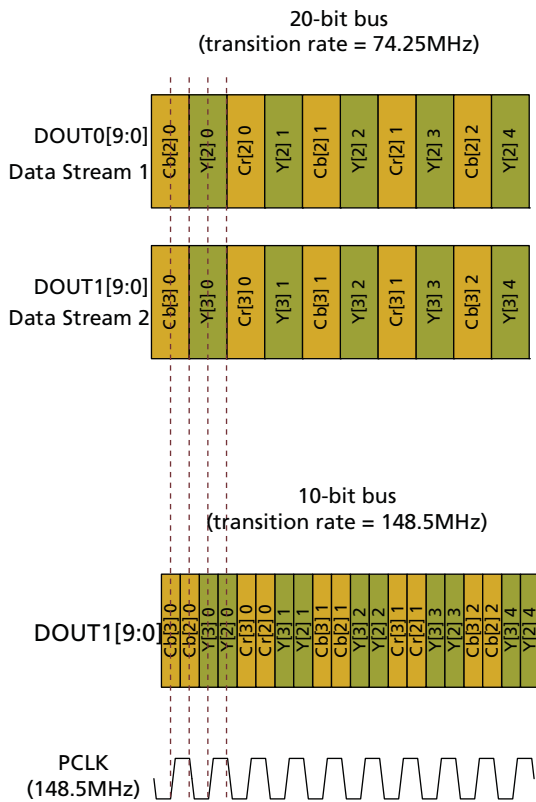 20-bit bus
(transition rate = 74.25MHz)
DOUT0[9:0]
Data Stream 1
Cb[2] 0
Y[2] 0
Cr[2] 0
Y[2] 1
Cb[2] 1
Y[2] 2
Cr[2] 1
Y[2] 3
Cb[2] 2
Y[2] 4
DOUT1[9:0]
Data Stream 2
Cb[3] 0
Y[3] 0
Cr[3] 0
Y[3] 1
Cb[3] 1
Y[3] 2
Cr[3] 1
Y[3] 3
Cb[3] 2
Y[3] 4
10-bit bus
(transition rate = 148.5MHz)
DOUT1[9:0]
Cb[3] 0
Cb[2] 0
Y[3] 0
Y[2] 0
Cr[3] 0
Cr[2] 0
Y[3] 1
Y[2] 1
Cb[3] 1
Cb[2] 1
Y[3] 2
Y[2] 2
Cr[3] 1
Cr[2] 1
Y[3] 3
Y[2] 3
Cb[3] 2
Cb[2] 2
Y[3] 4
Y[2] 4
PCLK
(148.5MHz)